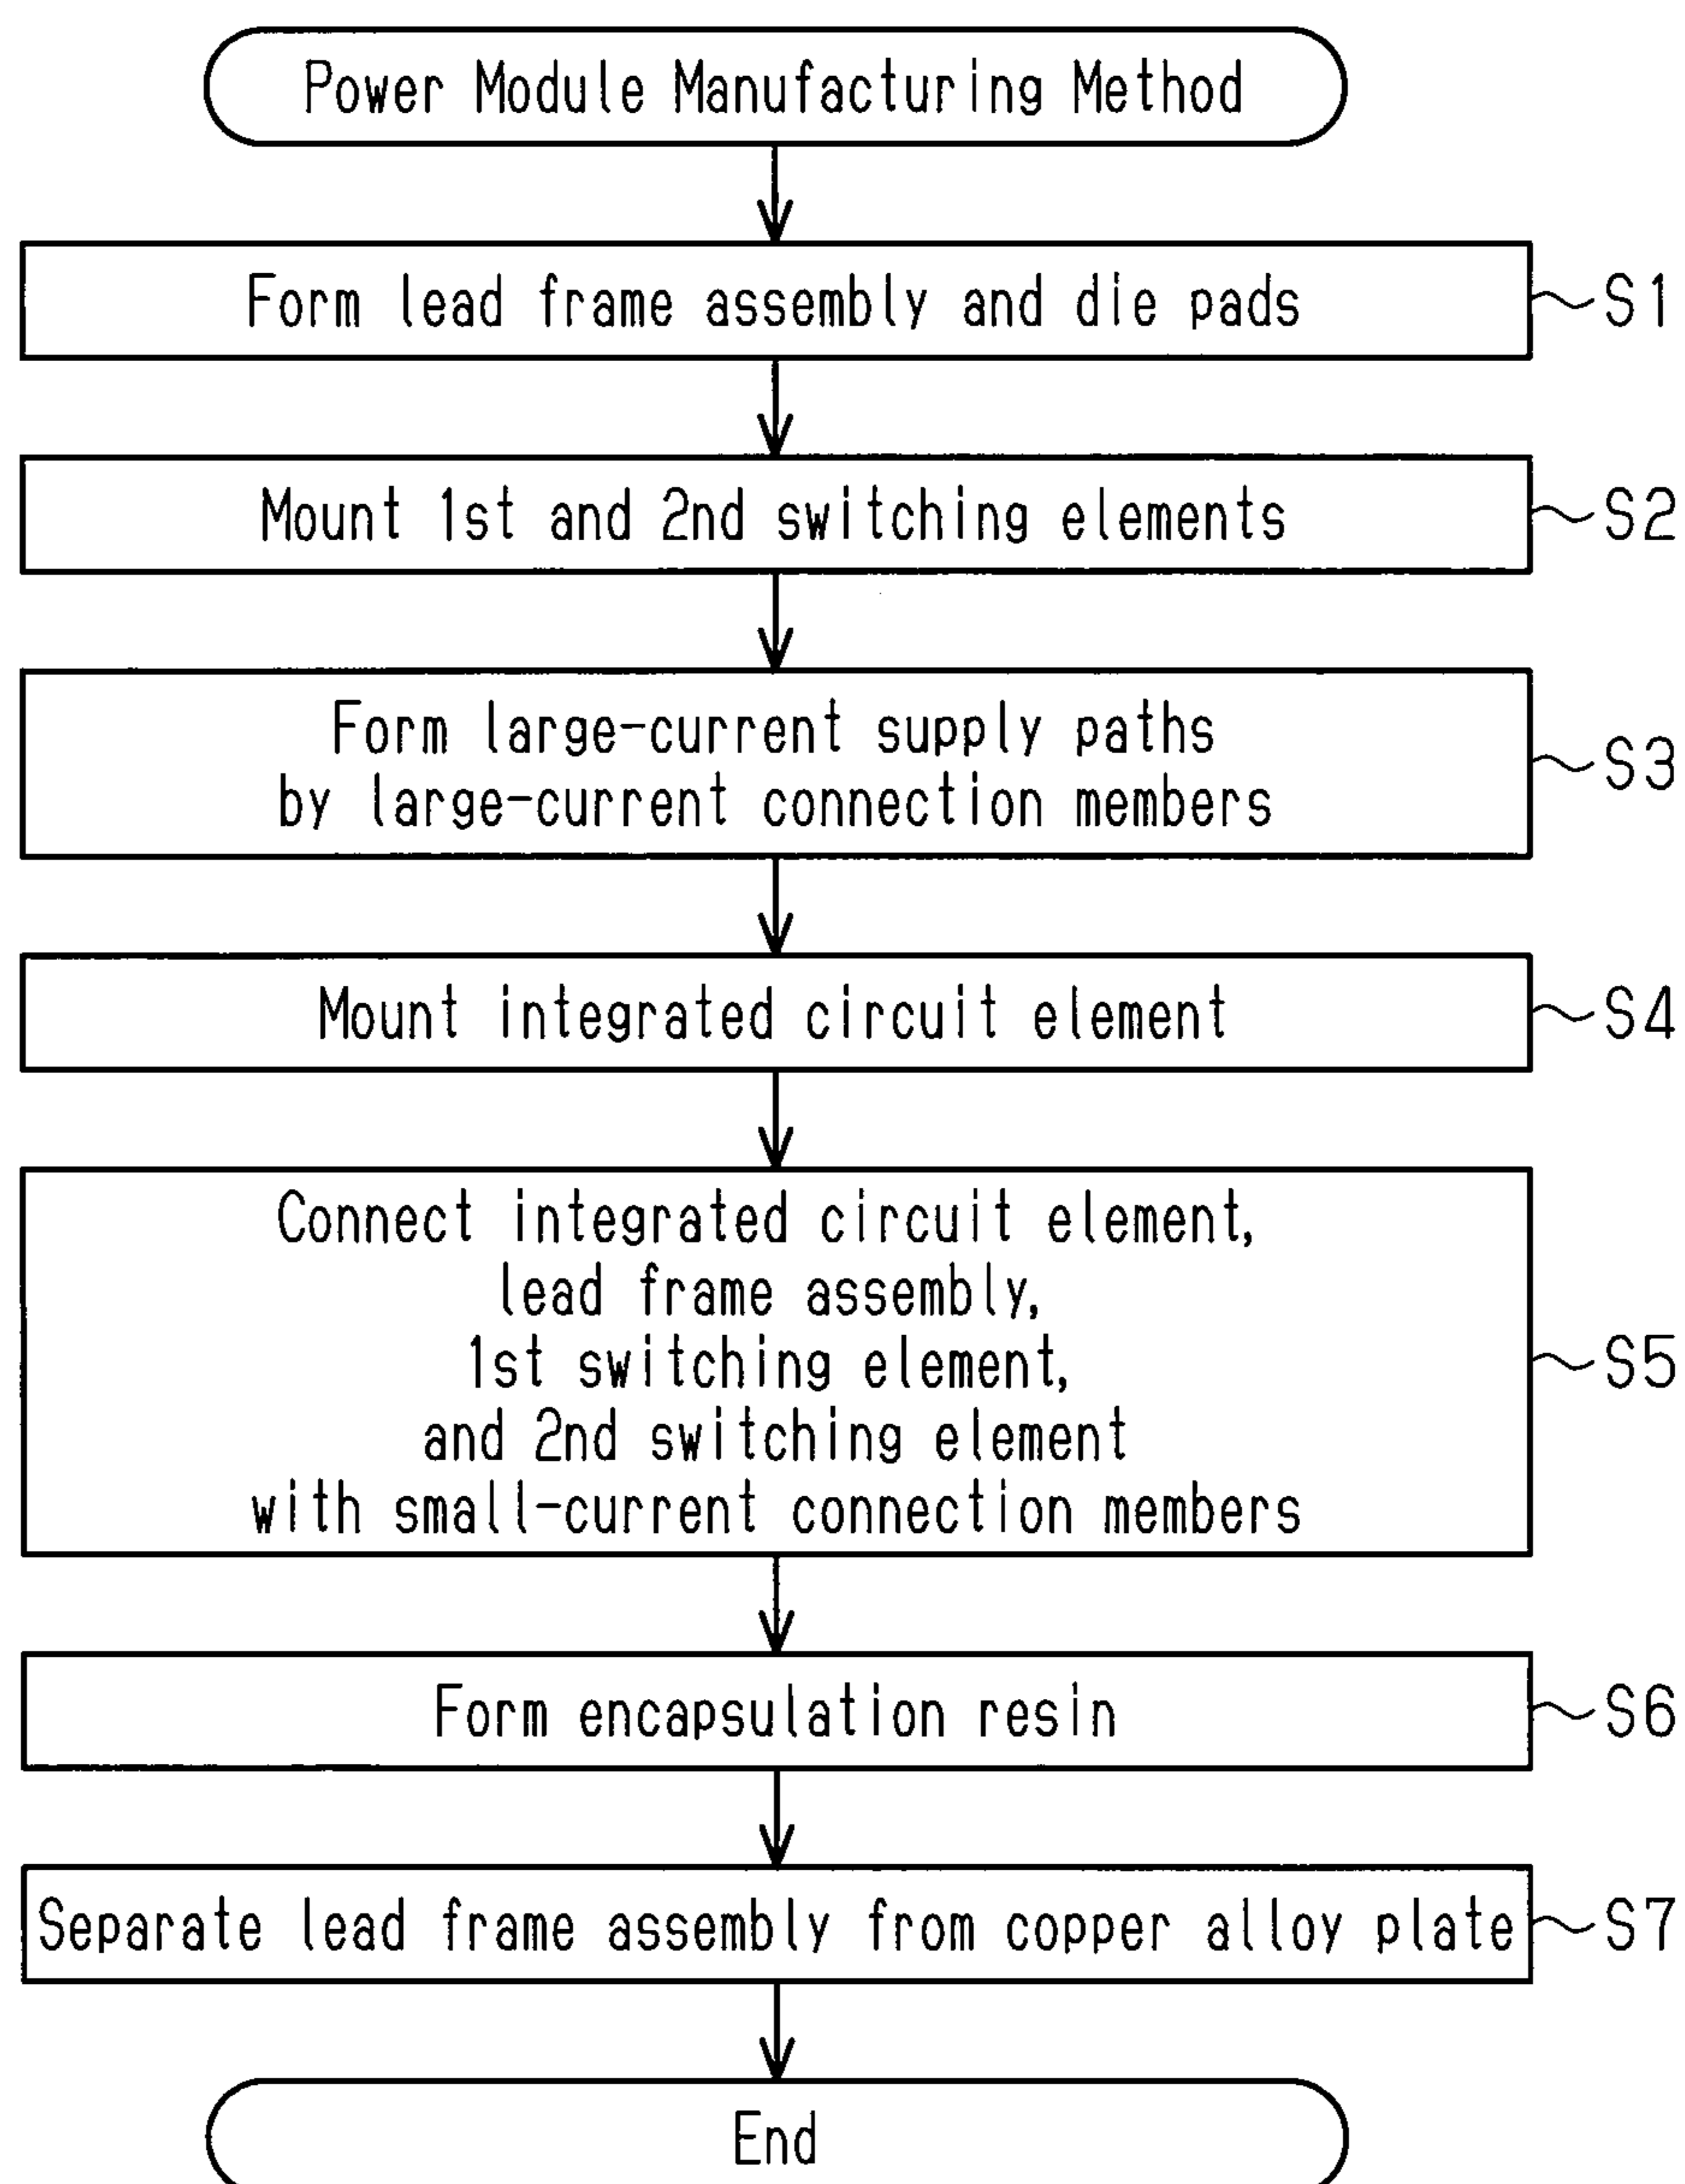 Power Module Manufacturing Method
Form lead frame assembly and die pads
S1
Mount 1st and 2nd switching elements
S2
Form large-current supply paths
by large-current connection members
S3
Mount integrated circuit element
S4
Connect integrated circuit element,
lead frame assembly,
1st switching element,
and 2nd switching element
with small-current connection members
S5
Form encapsulation resin
S6
Separate lead frame assembly from copper alloy plate
S7
End